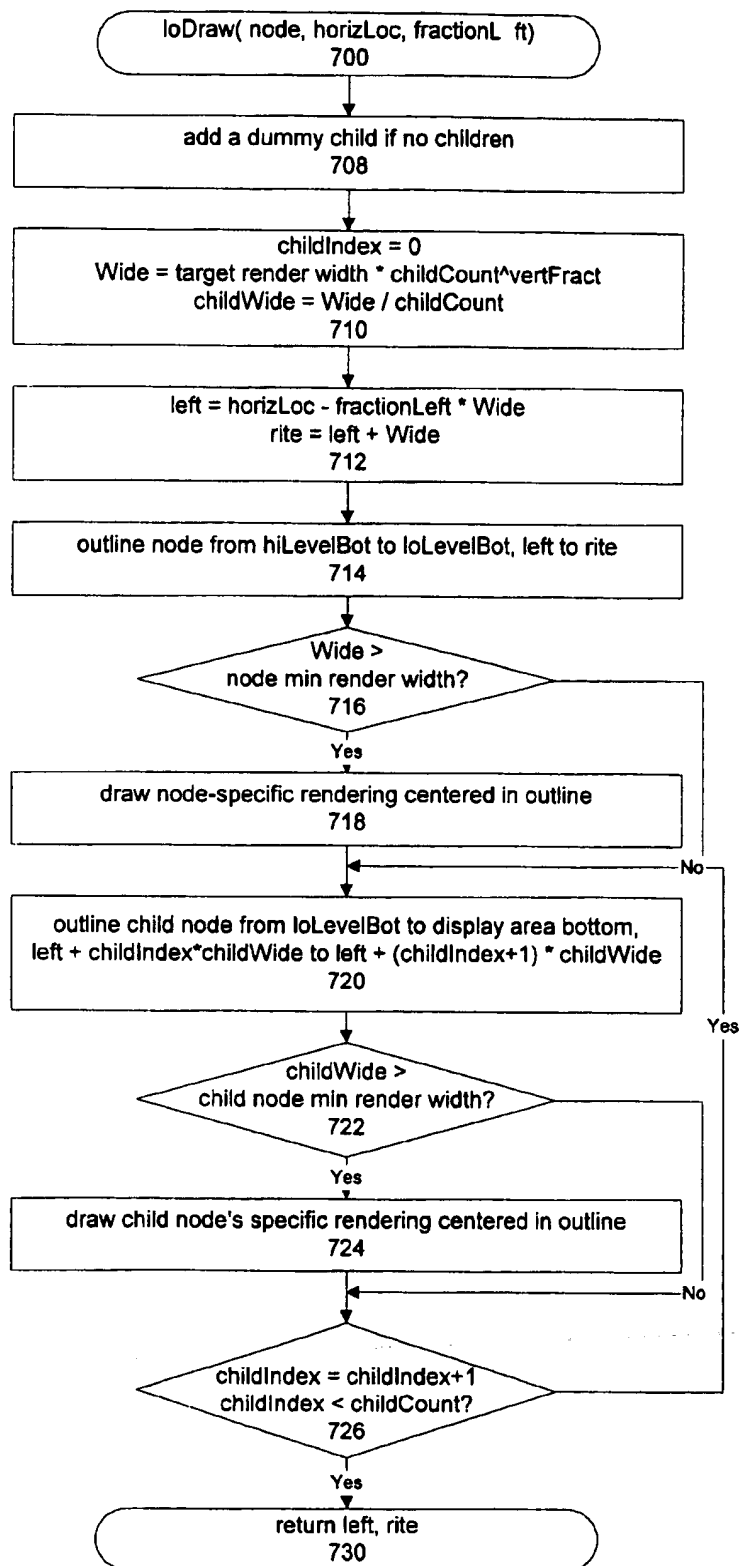 loDraw( node, horizLoc, fractionL ft)
700
add a dummy child if no children
708
childIndex = 0
Wide = target render width * childCount^vertFract
childWide = Wide / childCount
710
left = horizLoc - fractionLeft * Wide
rite = left + Wide
712
outline node from hiLevelBot to loLevelBot, left to rite
714
Wide >
node min render width?
716
Yes
draw node-specific rendering centered in outline
718
No
outline child node from loLevelBot to display area bottom,
left + childIndex*childWide to left + (childIndex+1) * childWide
720
Yes
childWide >
child node min render width?
722
Yes
draw child node's specific rendering centered in outline
724
No
childIndex = childIndex+1
childIndex < childCount?
726
Yes
return left, rite
730